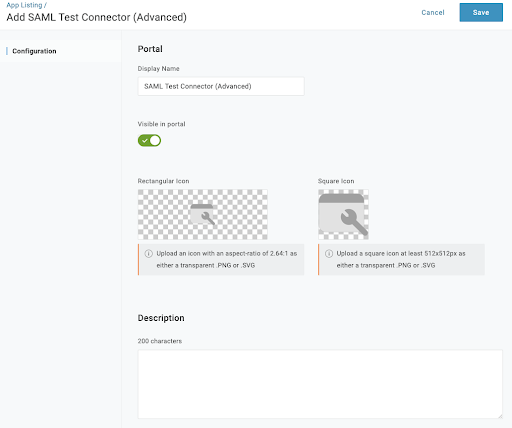 App Listing /
Add SAML Test Connector (Advanced)
Cancel
Save
Configuration
Portal
Display Name
SAML Test Connector (Advanced)
Visible in portal
Rectangular Icon
Square Icon
Upload an icon with an aspect-ratio of 2.64:1 as
either a transparent .PNG or .SVG
Upload a square icon at least 512x512px as
either a transparent .PNG or .SVG
Description
200 characters